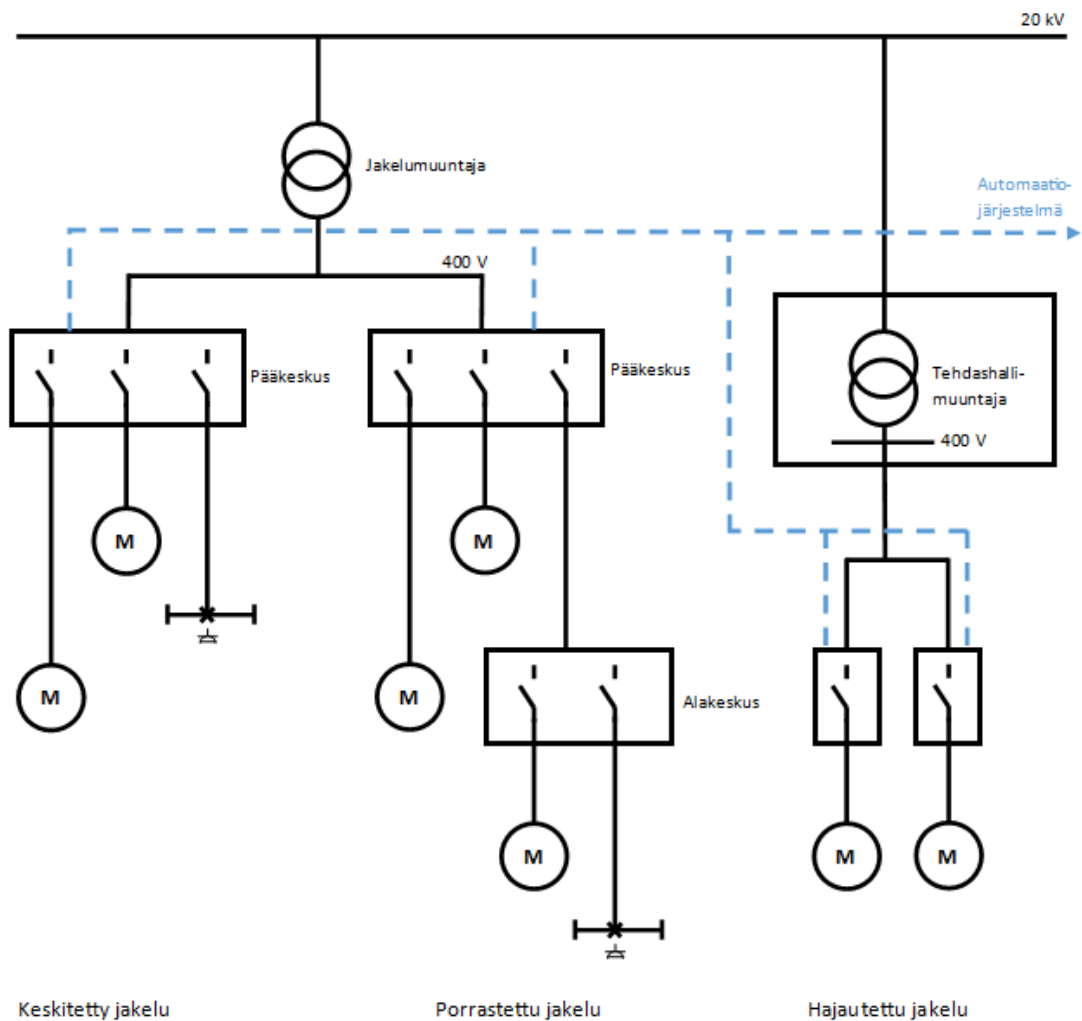 20 kV
Jakelumuuntaja
Automaatio-
järjestelmä
400 V
Pääkeskus
Pääkeskus
Tehdashalli-
muuntaja
400 V
M
M
M
M
Alakeskus
M
M
M
Keskitetty jakelu
Porrastettu jakelu
Hajautettu jakelu